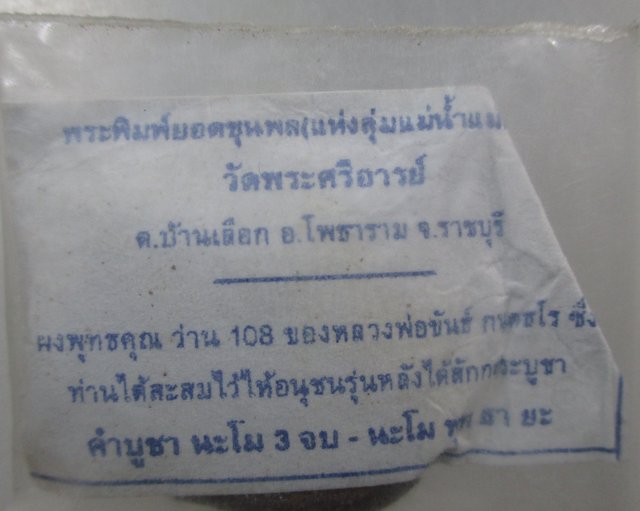 พระพิมพ์ยอดขุนพล(แห่งลุ่มแม่น้ำแม
วัดพระศรีอารย์
ต.บ้านเลือก อ.โพธาราม จ.ราชบุรี
ผงพุทธคุณ ว่าน 108 ของหลวงพ่อขันธ์ ซึ่ง
ท่านได้สะสมไว้ให้อนุชนรุ่นหลังได้สักการะบูชา
คำบูชา นะโม 3 จบ - นะโม พุท ธา ยะ